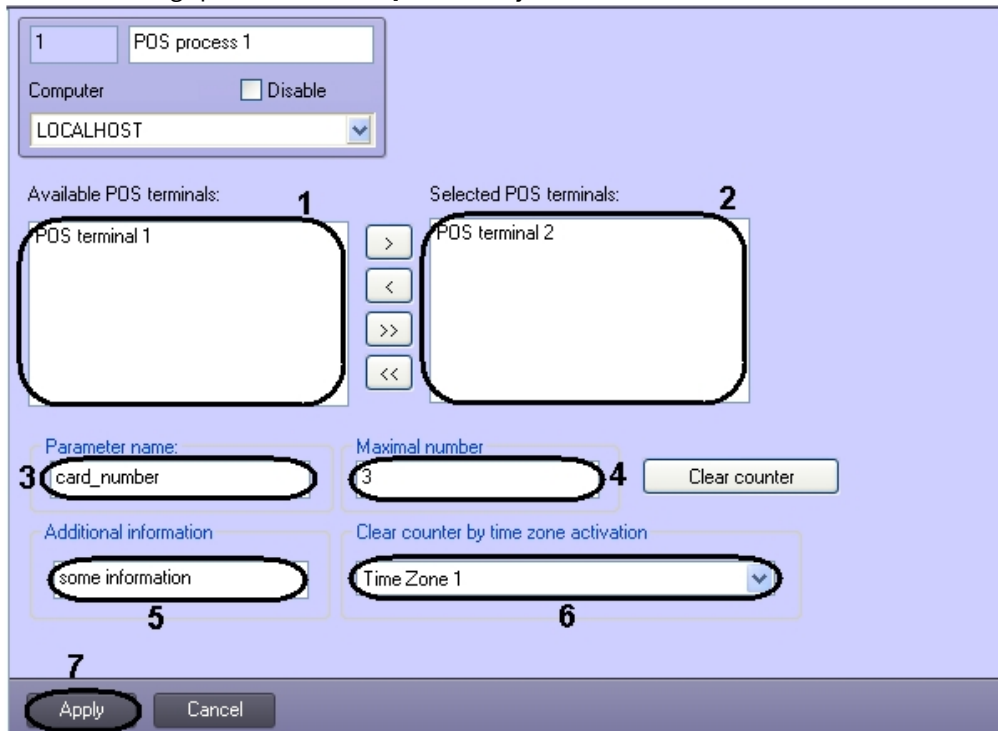 1 POS process 1
Computer Disable
LOCALHOST
Available POS terminals: 1 Selected POS terminals: 2
POS terminal 1 > POS terminal 2
<
>>
<<
Parameter name: Maximal number
3 card_number 3 4 Clear counter
Additional information Clear counter by time zone activation
some information Time Zone 1
5 6
7
Apply Cancel